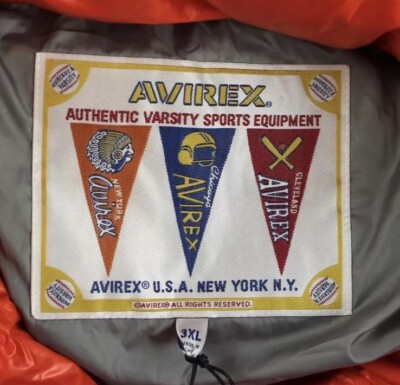 AVIREX®
AUTHENTIC VARSITY SPORTS EQUIPMENT
NEW YORK
Avirex
Chicago
AVIREX
CLEVELAND
AVIREX
AVIREX® U.S.A. NEW YORK N.Y.
©AVIREX® ALL RIGHTS RESERVED.
3XL